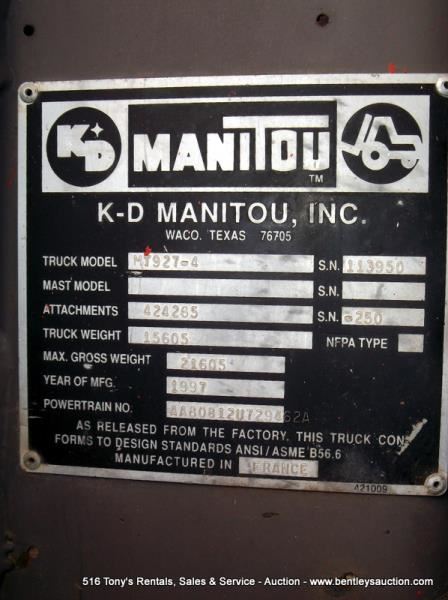 KD MANITOU TM
K-D MANITOU, INC.
WACO, TEXAS 76705
TRUCK MODEL MT927-4 S.N. 113950
MAST MODEL S.N.
ATTACHMENTS 424285 S.N. -250
TRUCK WEIGHT 15605 NFPA TYPE
MAX. GROSS WEIGHT 21605
YEAR OF MFG. 1997
POWERTRAIN NO. AA80812U729462A
AS RELEASED FROM THE FACTORY, THIS TRUCK CON-
FORMS TO DESIGN STANDARDS ANSI/ASME B56.6
MANUFACTURED IN FRANCE
421009
516 Tony's Rentals, Sales & Service - Auction - www.bentleysauction.com